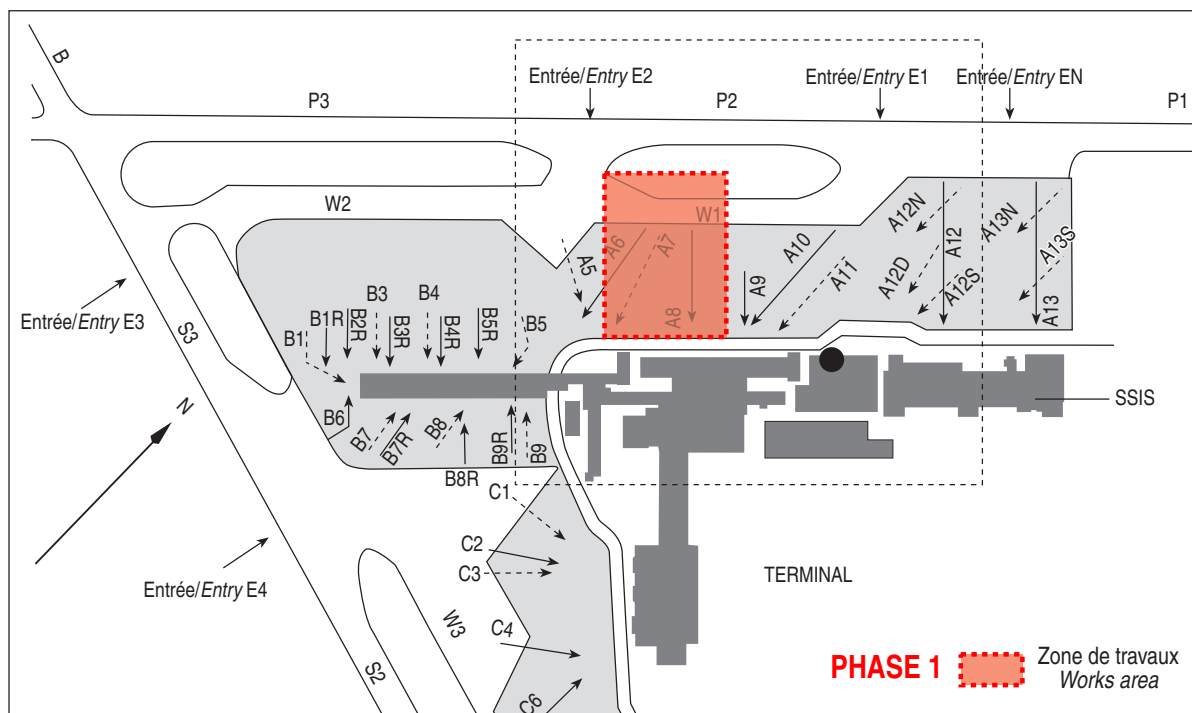 B
Entrée/Entry E2
Entrée/Entry E1
Entrée/Entry EN
P3
P2
P1
W2
W1
A12N
A13N
A5
A6
A7
A8
A9
A10
A11
A12D
A12
A12S
A13S
A13
Entrée/Entry E3
S3
B1
B1R
B2R
B3
B3R
B4
B4R
B5R
B5
N
B6
B7
B7R
B8
B8R
B9R
B9
SSIS
C1
C2
C3
Entrée/Entry E4
TERMINAL
W3
C4
S2
C6
PHASE 1
Zone de travaux
Works area